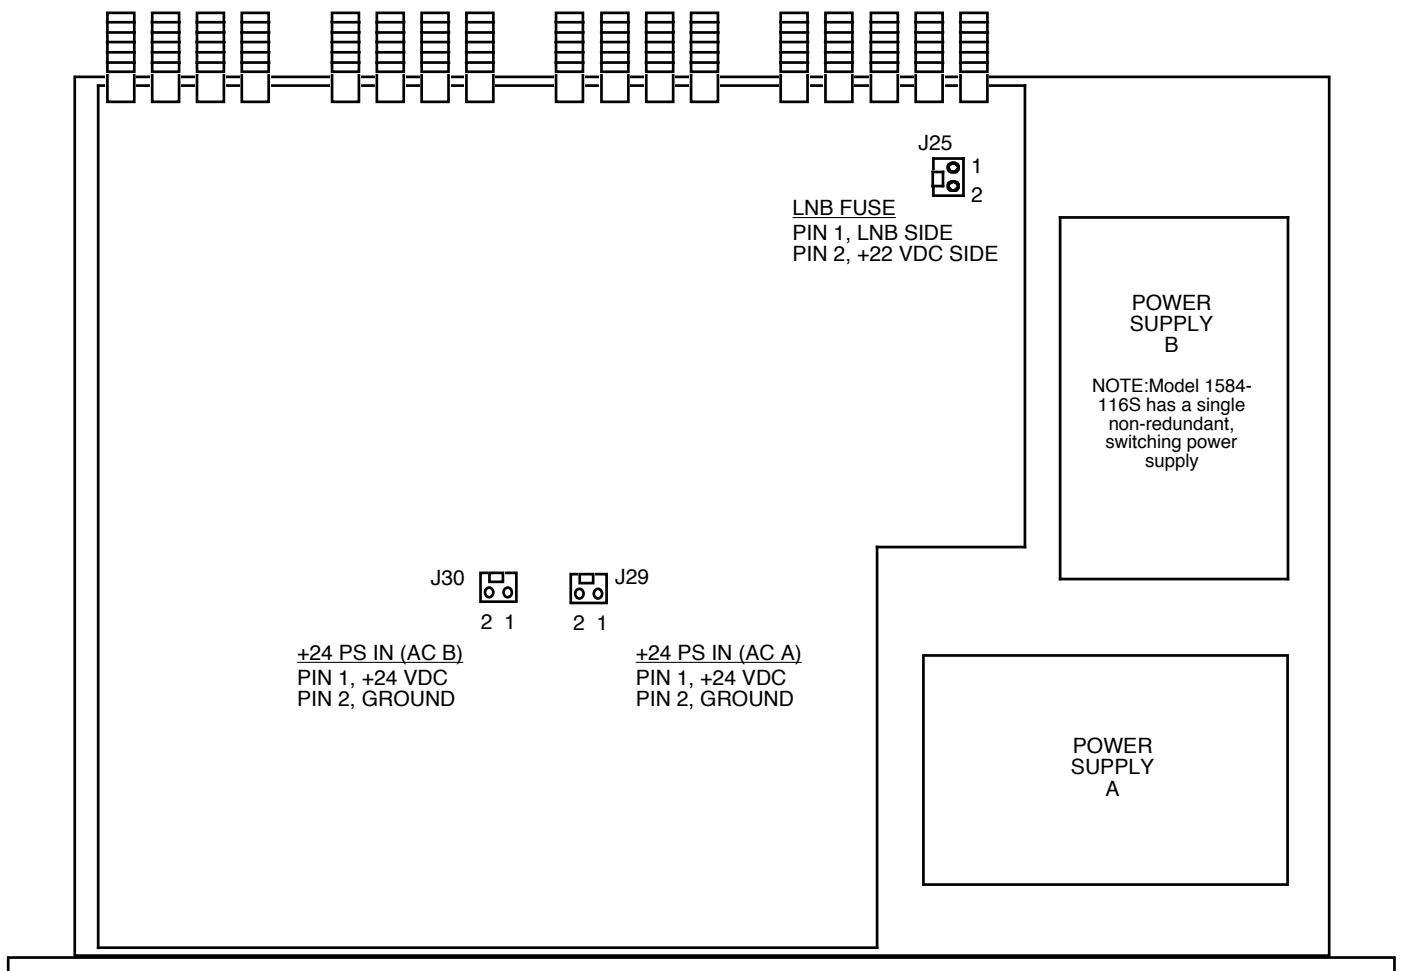 J25
1
2
LNB FUSE
PIN 1, LNB SIDE
PIN 2, +22 VDC SIDE
POWER
SUPPLY
B
NOTE:Model 1584-
116S has a single
non-redundant,
switching power
supply
J30
2 1
J29
2 1
+24 PS IN (AC B)
PIN 1, +24 VDC
PIN 2, GROUND
+24 PS IN (AC A)
PIN 1, +24 VDC
PIN 2, GROUND
POWER
SUPPLY
A